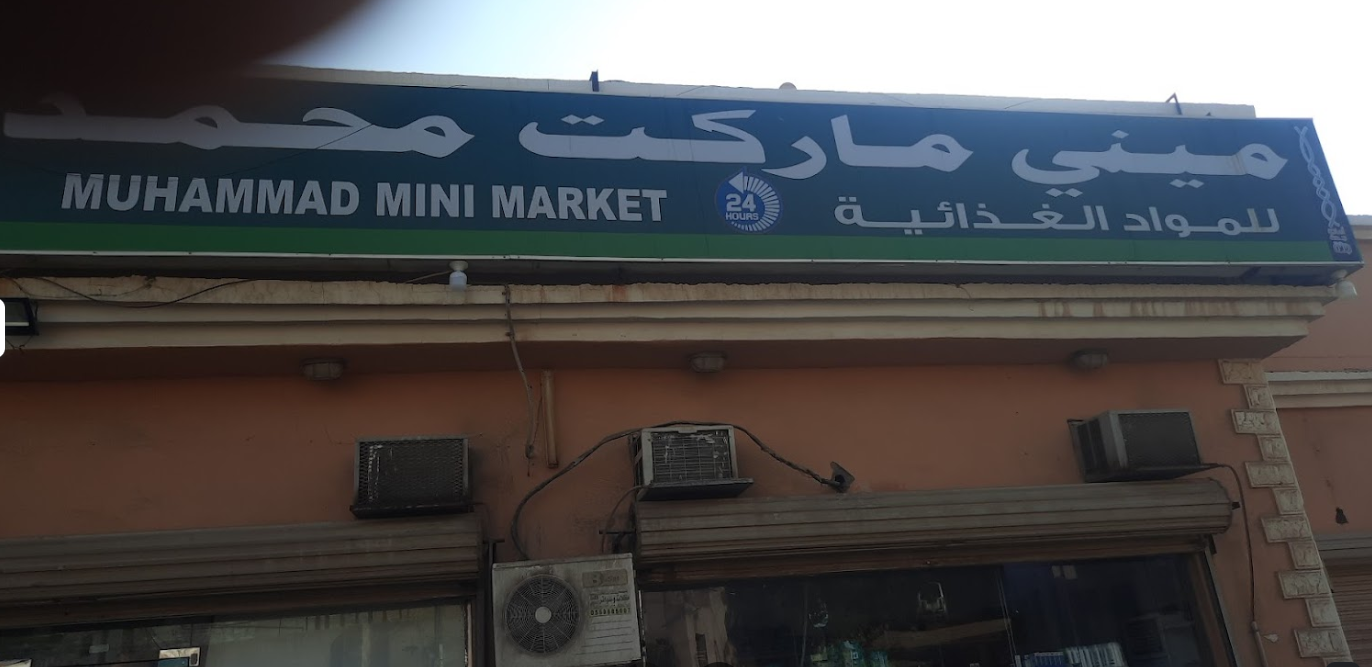 ميني ماركت محمد
MUHAMMAD MINI MARKET
24
HOURS
للمواد الغذائية